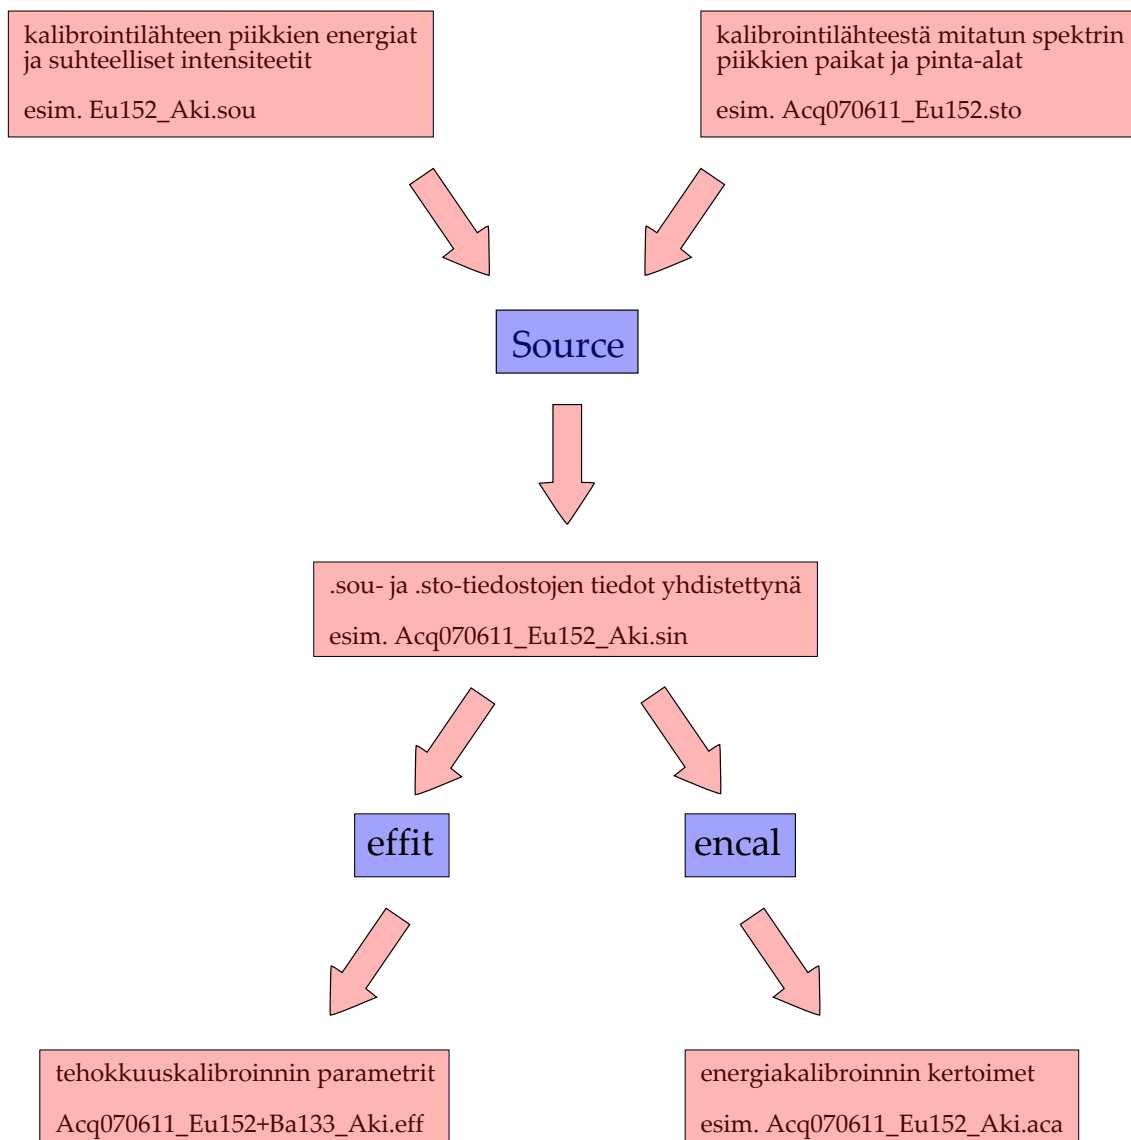 kalibrointilähteen piikkien energiat
ja suhteelliset intensiteetit
esim. Eu152_Aki.sou
kalibrointilähteestä mitatun spektrin
piikkien paikat ja pinta-alat
esim. Acq070611_Eu152.sto
Source
.sou- ja .sto-tiedostojen tiedot yhdistettynä
esim. Acq070611_Eu152_Aki.sin
effit
encal
tehokkuuskalibroinnin parametrit
Acq070611_Eu152+Ba133_Aki.eff
energiakalibroinnin kertoimet
esim. Acq070611_Eu152_Aki.aca